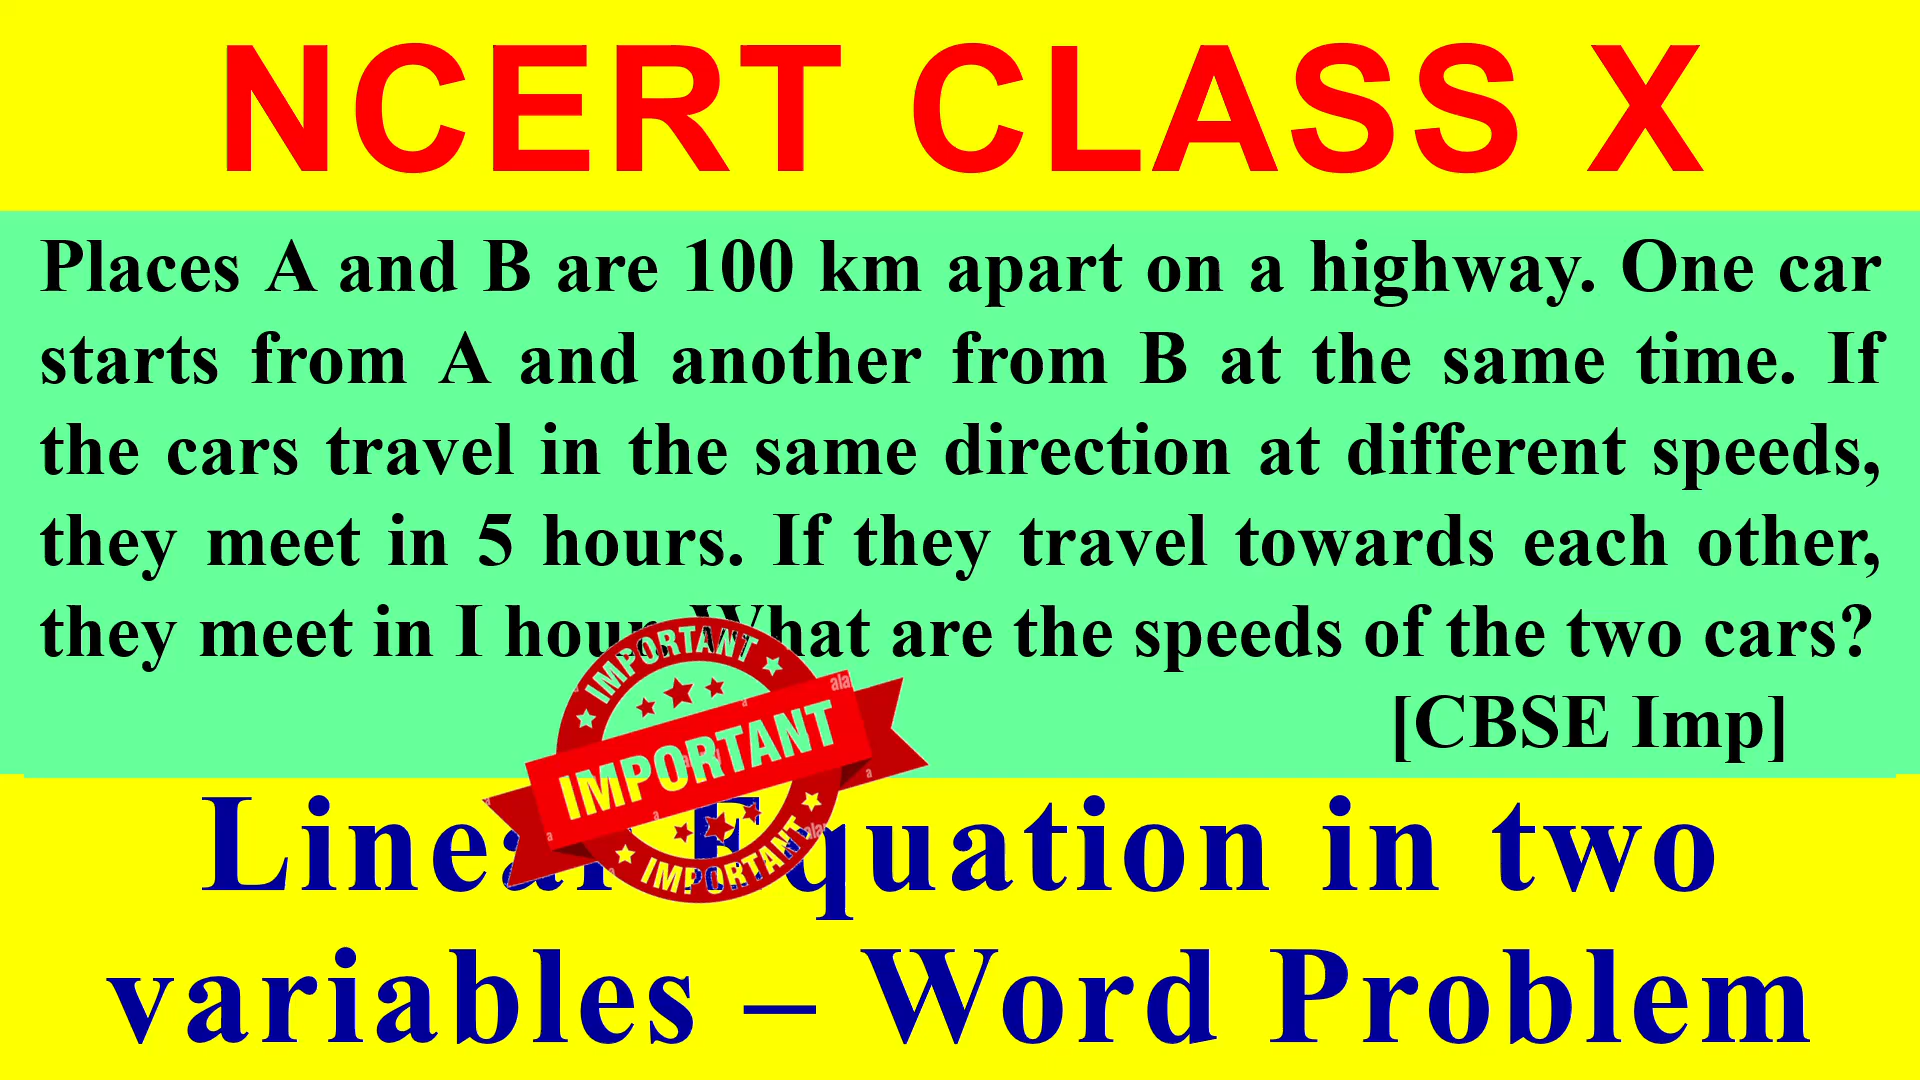 NCERT CLASS X
Places A and B are 100 km apart on a highway. One car
starts from A and another from B at the same time. If
the cars travel in the same direction at different speeds,
they meet in 5 hours. If they travel towards each other,
they meet in I hour. What are the speeds of the two cars?
[CBSE Imp]
IMPORTANT
IMPORTANT
IMPORTANT
Linear Equation in two
variables – Word Problem